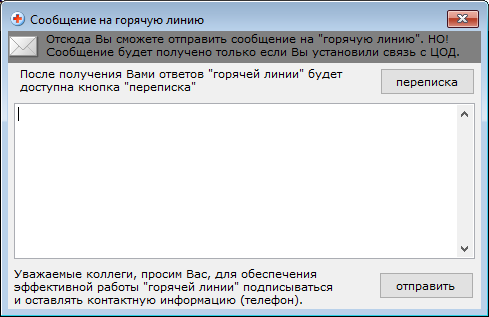 Сообщение на горячую линию
Отсюда Вы сможете отправить сообщение на "горячую линию". НО!
Сообщение будет получено только если Вы установили связь с ЦОД.
После получения Вами ответов "горячей линии" будет
доступна кнопка "переписка"
переписка
Уважаемые коллеги, просим Вас, для обеспечения
эффективной работы "горячей линии" подписываться
и оставлять контактную информацию (телефон).
отправить